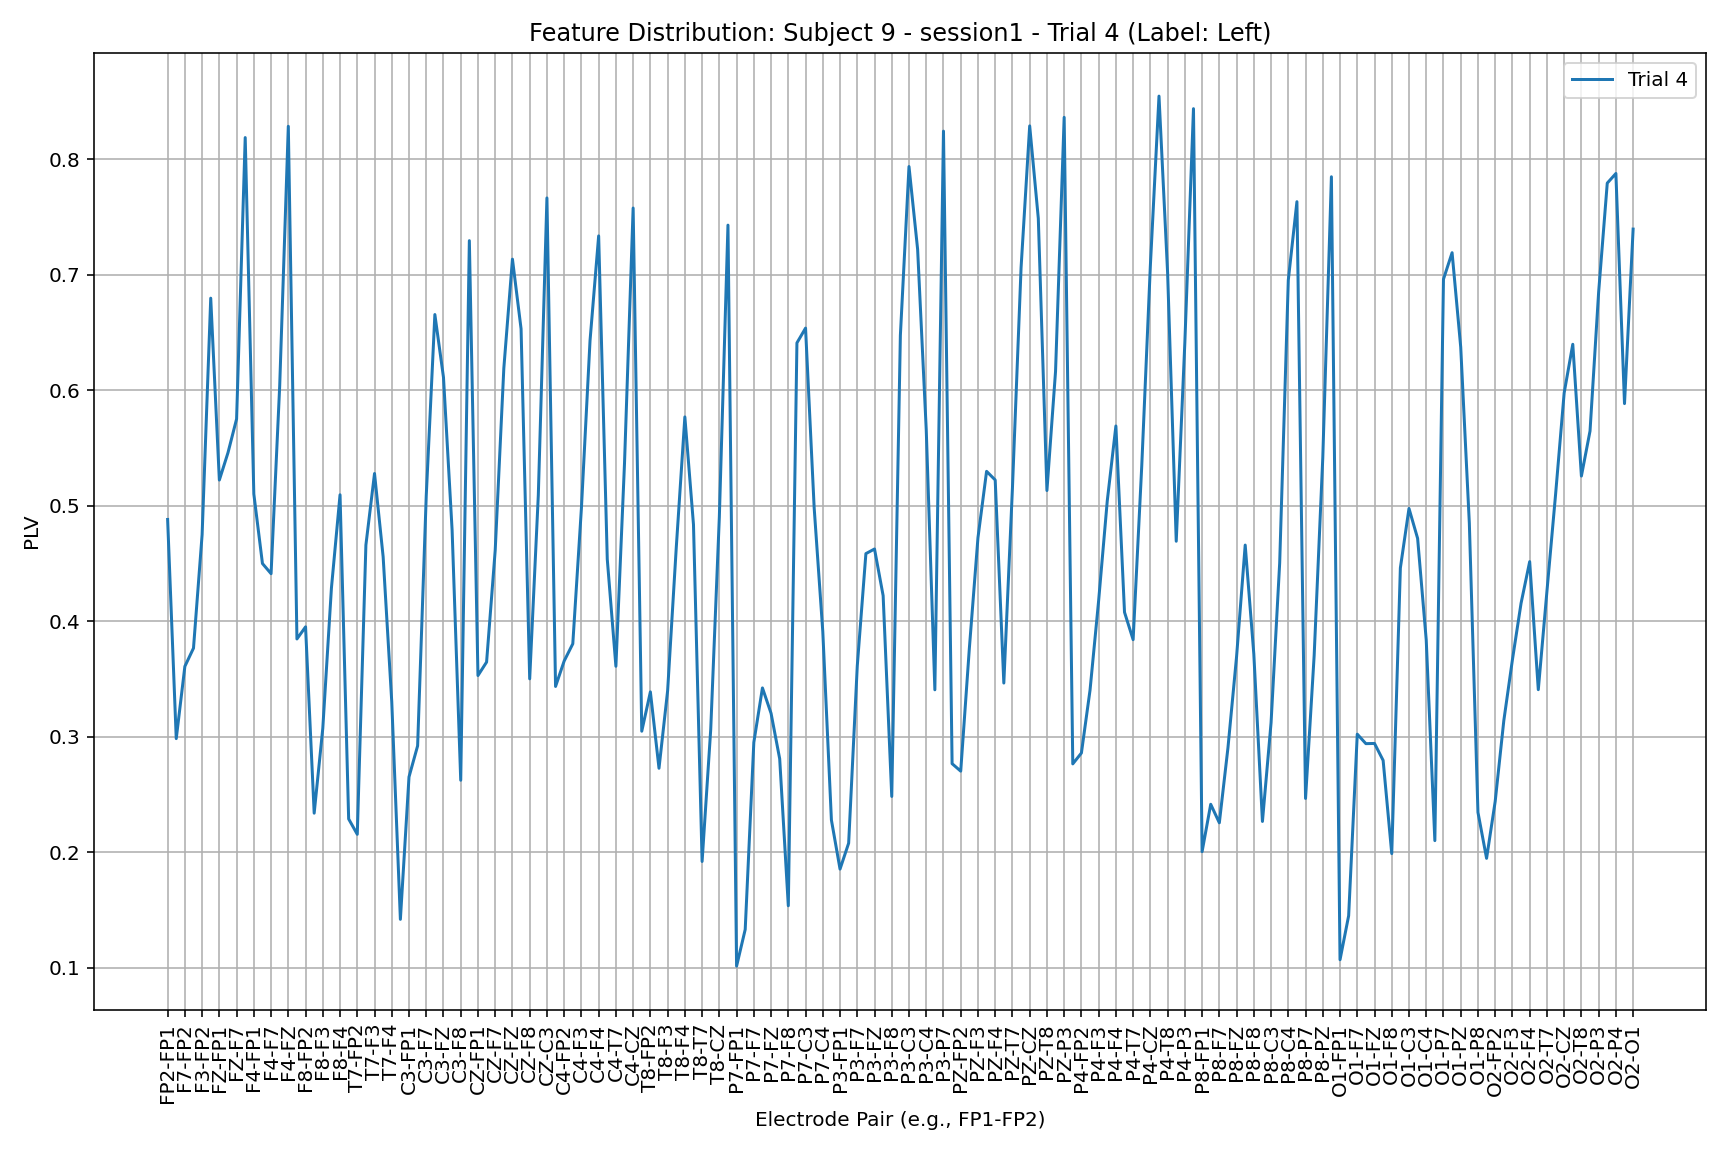 Feature Distribution: Subject 9 - session1 - Trial 4 (Label: Left)
Trial 4
PLV
0.8
0.7
0.6
0.5
0.4
0.3
0.2
0.1
FP2-FP1
F7-FP2
F3-FP2
FZ-FP1
FZ-F7
F4-FP1
F4-F7
F4-FZ
F8-FP2
F8-F3
F8-F4
T7-FP2
T7-F3
T7-F4
C3-FP1
C3-F7
C3-FZ
C3-F8
CZ-FP1
CZ-F7
CZ-FZ
CZ-F8
CZ-C3
C4-FP2
C4-F3
C4-F4
C4-T7
C4-CZ
T8-FP2
T8-F3
T8-F4
T8-T7
T8-CZ
P7-FP1
P7-F7
P7-FZ
P7-F8
P7-C3
P7-C4
P3-FP1
P3-F7
P3-FZ
P3-F8
P3-C3
P3-C4
P3-P7
PZ-FP2
PZ-F3
PZ-F4
PZ-T7
PZ-CZ
PZ-T8
PZ-P3
P4-FP2
P4-F3
P4-F4
P4-T7
P4-CZ
P4-T8
P4-P3
P8-FP1
P8-F7
P8-FZ
P8-F8
P8-C3
P8-C4
P8-P7
P8-PZ
O1-FP1
O1-F7
O1-FZ
O1-F8
O1-C3
O1-C4
O1-P7
O1-PZ
O1-P8
O2-FP2
O2-F3
O2-F4
O2-T7
O2-CZ
O2-T8
O2-P3
O2-P4
O2-O1
Electrode Pair (e.g., FP1-FP2)